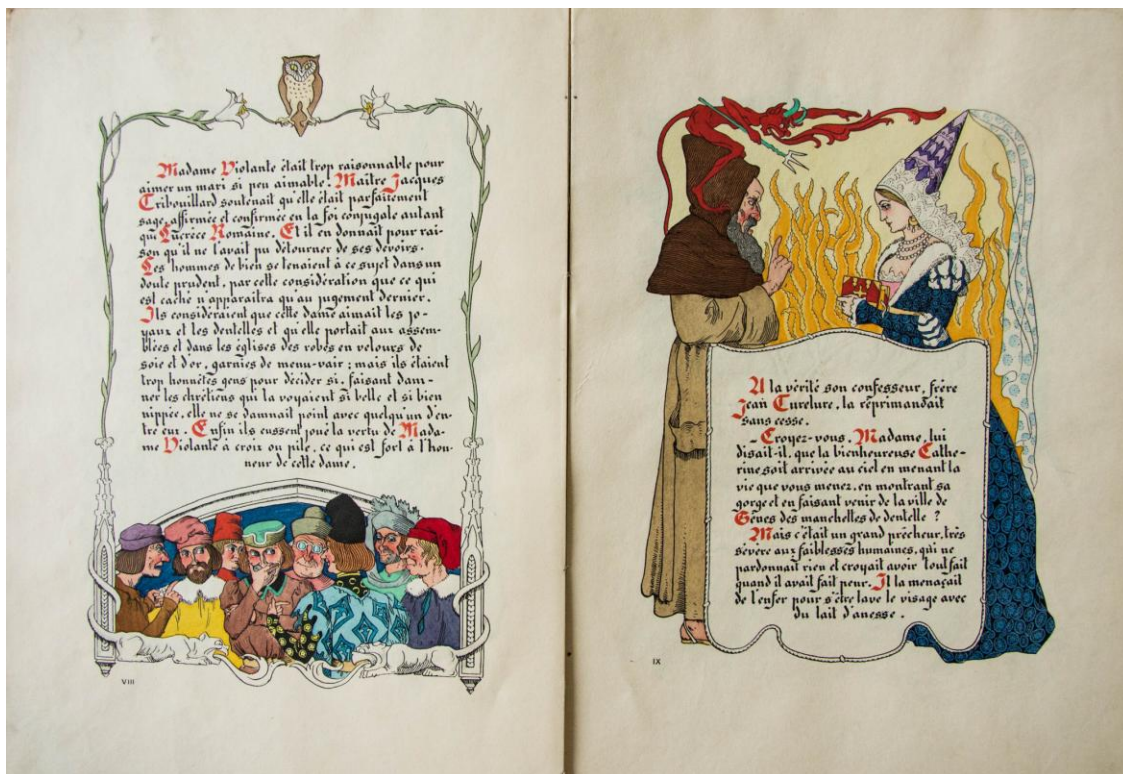 Madame Violante était trop raisonnable pour
aimer un mari si peu aimable. Maître Jacques
Tribouillard soutenait qu'elle était parfaitement
sage, affirmée et confirmée en la foi conjugale autant
que Lucrèce Romaine. Et il en donnait pour rai-
son qu'il ne l'avait pu détourner de ses devoirs.
Les hommes de bien se tenaient à ce sujet dans un
doute prudent, par cette considération que ce qui
est caché n'apparaîtra qu'au jugement dernier.
Ils considéraient que cette dame aimait les jo-
yaux et les dentelles et qu'elle portait aux assem-
blées et dans les églises des robes en velours de
soie et d'or, garnies de menu-vair ; mais ils étaient
trop honnêtes gens pour décider si, faisant dam-
ner les chrétiens qui la voyaient si belle et si bien
nippée, elle ne se damnait point avec quelqu'un d'en-
tre eux. Enfin ils eussent joué la vertu de Mada-
me Violante à croix ou pile, ce qui est fort à l'hon-
neur de cette dame.
VIII
A la vérité son confesseur, frère
Jean Turelure, la réprimandait
sans cesse.
- Croyez-vous, Madame, lui
disait-il, que la bienheureuse Cathe-
rine soit arrivée au ciel en menant la
vie que vous menez, en montrant sa
gorge et en faisant venir de la ville de
Gênes des manchettes de dentelle ?
Mais c'était un grand prêcheur, très
sévère aux faiblesses humaines, qui ne
pardonnait rien et croyait avoir tout fait
quand il avait fait peur. Il la menaçait
de l'enfer pour s'être lavé le visage avec
du lait d'ânesse.
IX